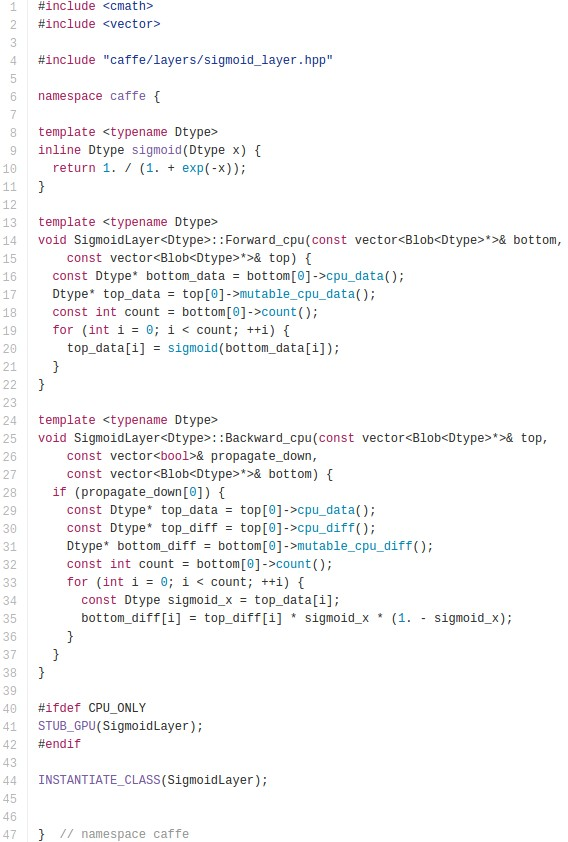 1 #include <cmath>
2 #include <vector>
3
4 #include "caffe/layers/sigmoid_layer.hpp"
5
6 namespace caffe {
7
8 template <typename Dtype>
9 inline Dtype sigmoid(Dtype x) {
10   return 1. / (1. + exp(-x));
11 }
12
13 template <typename Dtype>
14 void SigmoidLayer<Dtype>::Forward_cpu(const vector<Blob<Dtype>*>& bottom,
15     const vector<Blob<Dtype>*>& top) {
16   const Dtype* bottom_data = bottom[0]->cpu_data();
17   Dtype* top_data = top[0]->mutable_cpu_data();
18   const int count = bottom[0]->count();
19   for (int i = 0; i < count; ++i) {
20     top_data[i] = sigmoid(bottom_data[i]);
21   }
22 }
23
24 template <typename Dtype>
25 void SigmoidLayer<Dtype>::Backward_cpu(const vector<Blob<Dtype>*>& top,
26     const vector<bool>& propagate_down,
27     const vector<Blob<Dtype>*>& bottom) {
28   if (propagate_down[0]) {
29     const Dtype* top_data = top[0]->cpu_data();
30     const Dtype* top_diff = top[0]->cpu_diff();
31     Dtype* bottom_diff = bottom[0]->mutable_cpu_diff();
32     const int count = bottom[0]->count();
33     for (int i = 0; i < count; ++i) {
34       const Dtype sigmoid_x = top_data[i];
35       bottom_diff[i] = top_diff[i] * sigmoid_x * (1. - sigmoid_x);
36     }
37   }
38 }
39
40 #ifdef CPU_ONLY
41 STUB_GPU(SigmoidLayer);
42 #endif
43
44 INSTANTIATE_CLASS(SigmoidLayer);
45
46
47 }  // namespace caffe